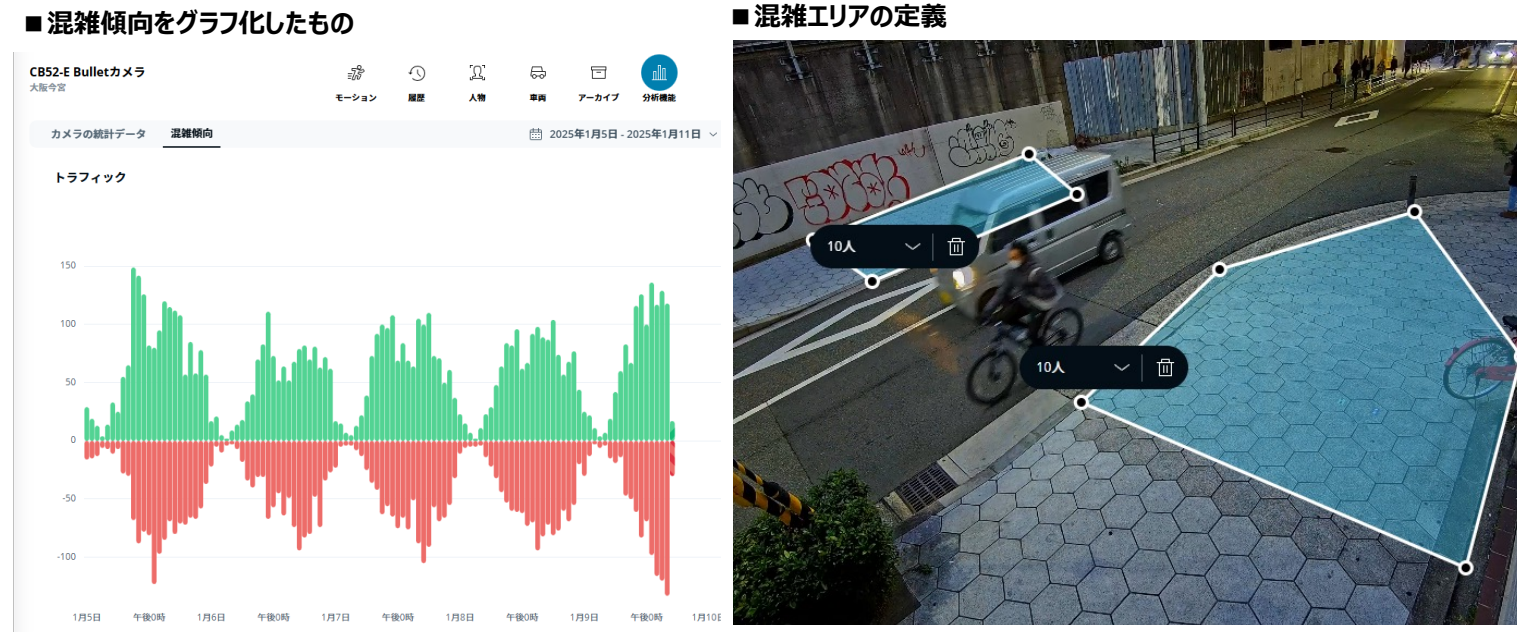 ■混雑傾向をグラフ化したもの
CB52-E Bulletカメラ
大阪今宮
モーション
履歴
人物
車両
アーカイブ
分析機能
カメラの統計データ
混雑傾向
2025年1月5日 - 2025年1月11日
トラフィック
150
100
50
0
-50
-100
1月5日
午後0時
1月6日
午後0時
1月7日
午後0時
1月8日
午後0時
1月9日
午後0時
1月10日
■混雑エリアの定義
10人
10人